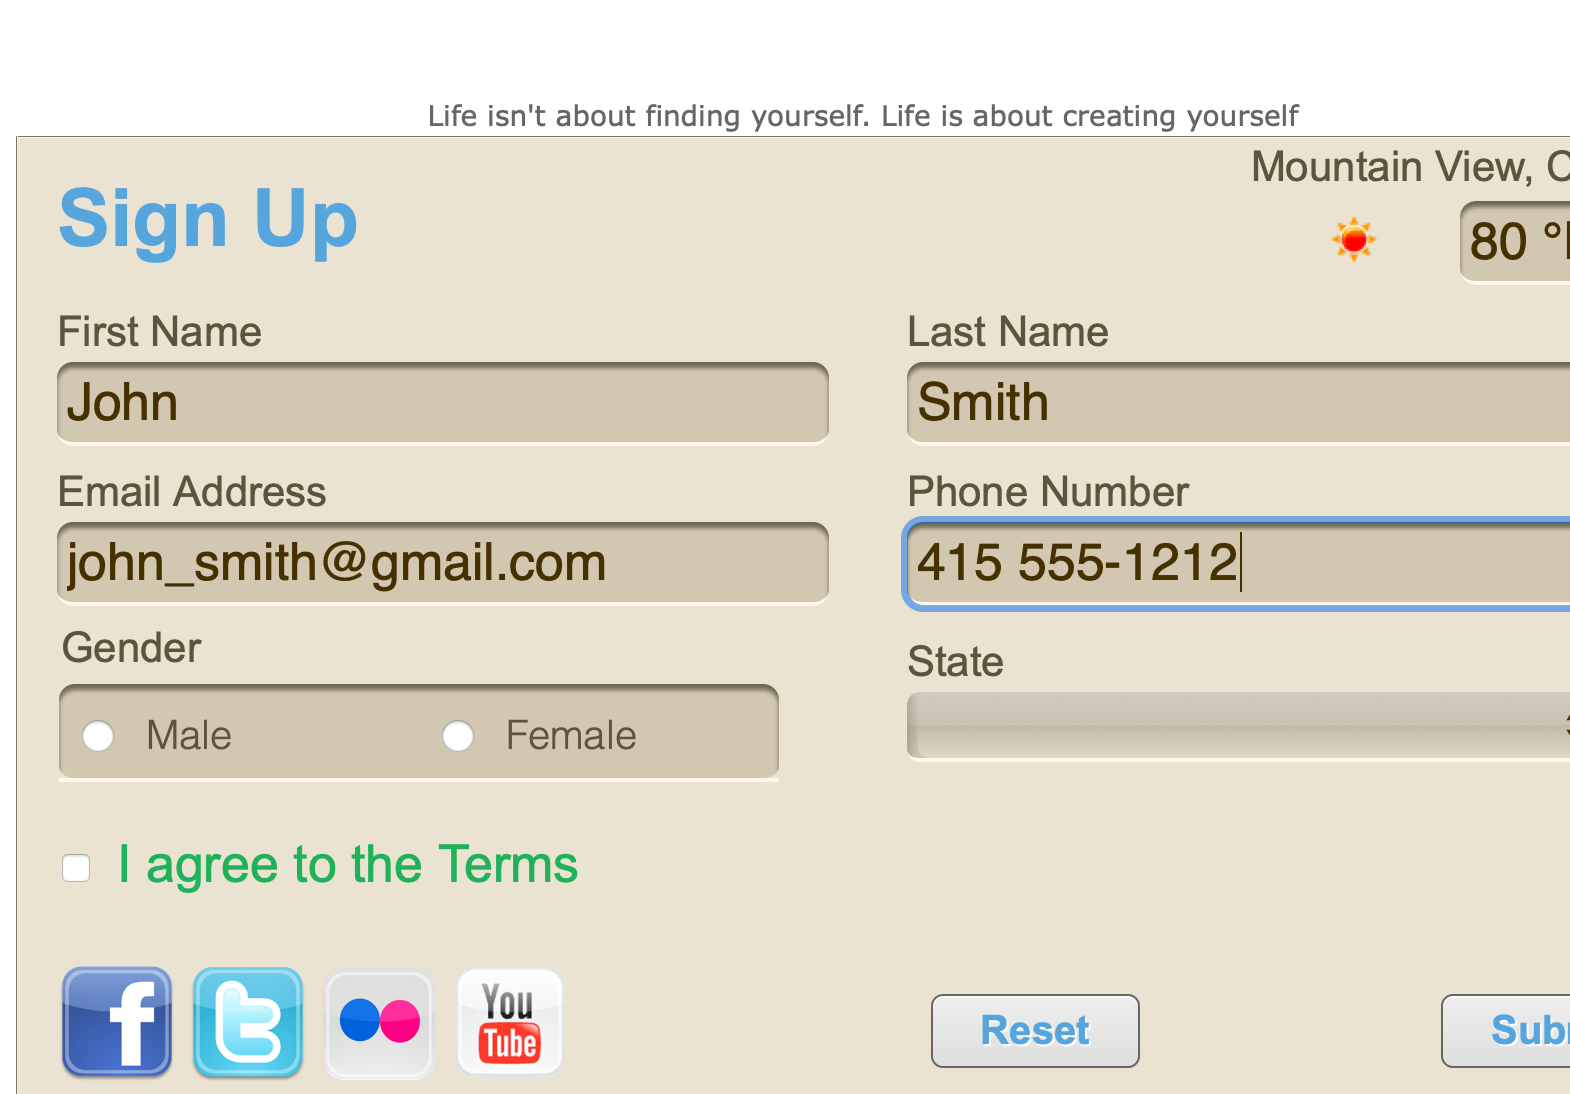 Life isn't about finding yourself. Life is about creating yourself
Mountain View, C
Sign Up
80 °
First Name
Last Name
John
Smith
Email Address
Phone Number
john_smith@gmail.com
415 555-1212
Gender
State
Male
Female
I agree to the Terms
f
t
You
Tube
Reset
Sub